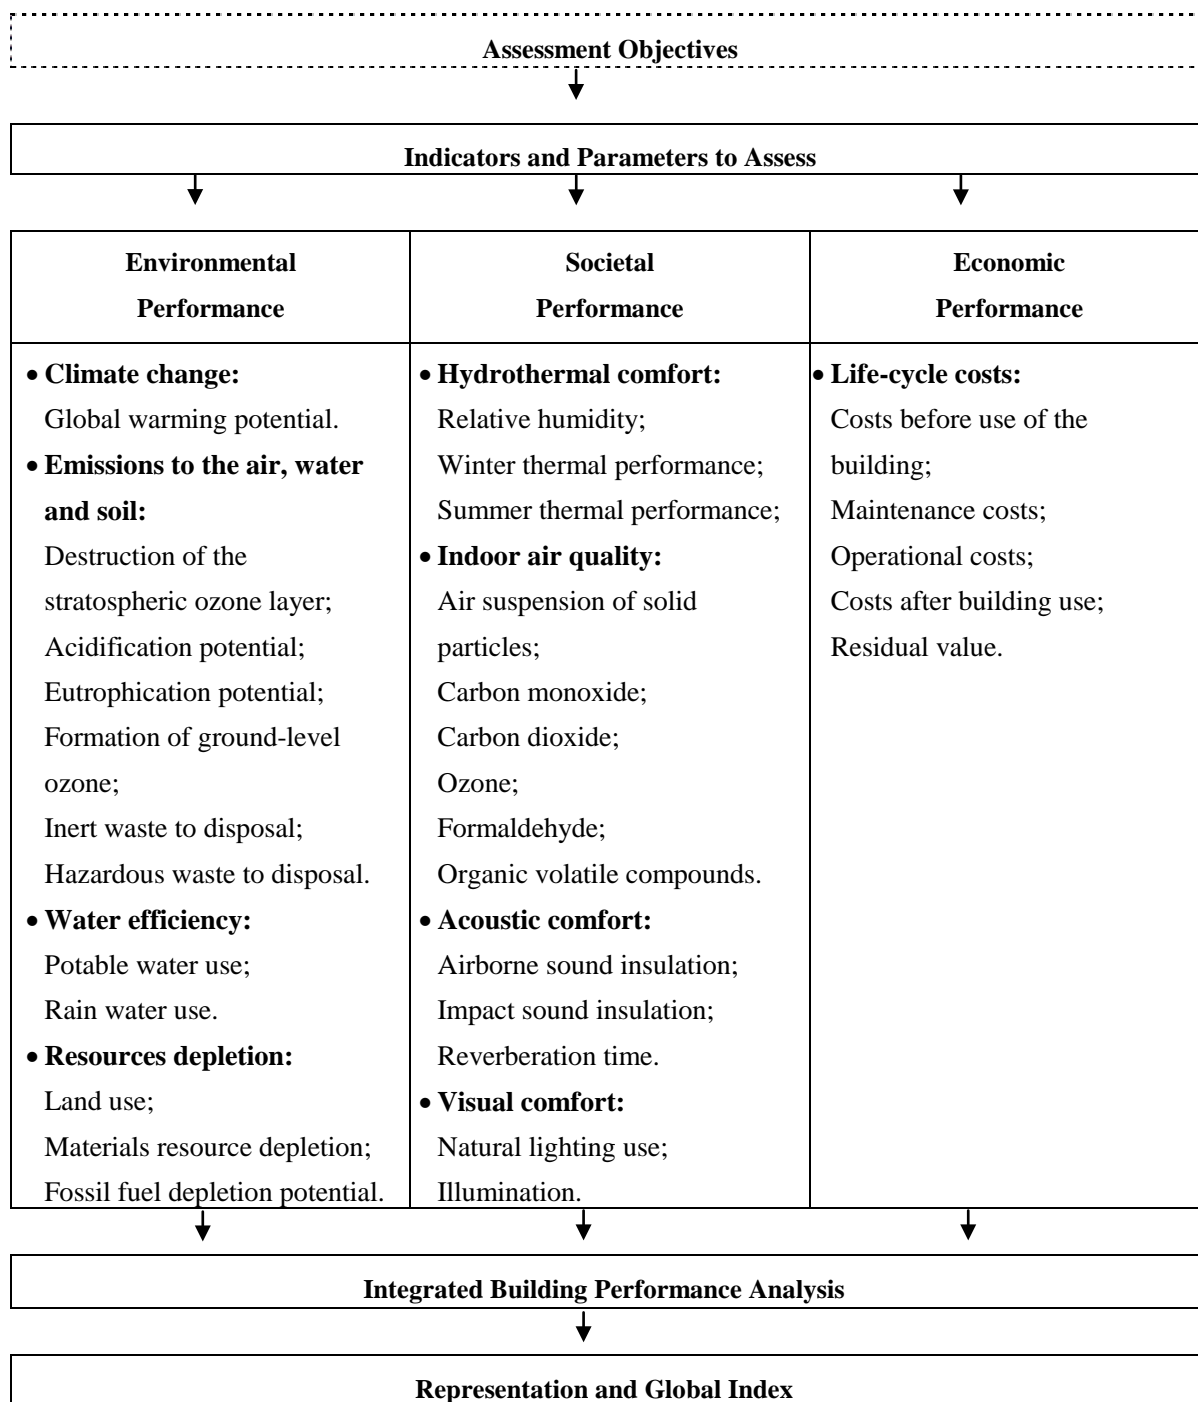 Assessment Objectives
Indicators and Parameters to Assess
Environmental
Performance
Societal
Performance
Economic
Performance
• Climate change:
Global warming potential.
• Emissions to the air, water
and soil:
Destruction of the
stratospheric ozone layer;
Acidification potential;
Eutrophication potential;
Formation of ground-level
ozone;
Inert waste to disposal;
Hazardous waste to disposal.
• Water efficiency:
Potable water use;
Rain water use.
• Resources depletion:
Land use;
Materials resource depletion;
Fossil fuel depletion potential.
• Hydrothermal comfort:
Relative humidity;
Winter thermal performance;
Summer thermal performance;
• Indoor air quality:
Air suspension of solid
particles;
Carbon monoxide;
Carbon dioxide;
Ozone;
Formaldehyde;
Organic volatile compounds.
• Acoustic comfort:
Airborne sound insulation;
Impact sound insulation;
Reverberation time.
• Visual comfort:
Natural lighting use;
Illumination.
• Life-cycle costs:
Costs before use of the
building;
Maintenance costs;
Operational costs;
Costs after building use;
Residual value.
Integrated Building Performance Analysis
Representation and Global Index